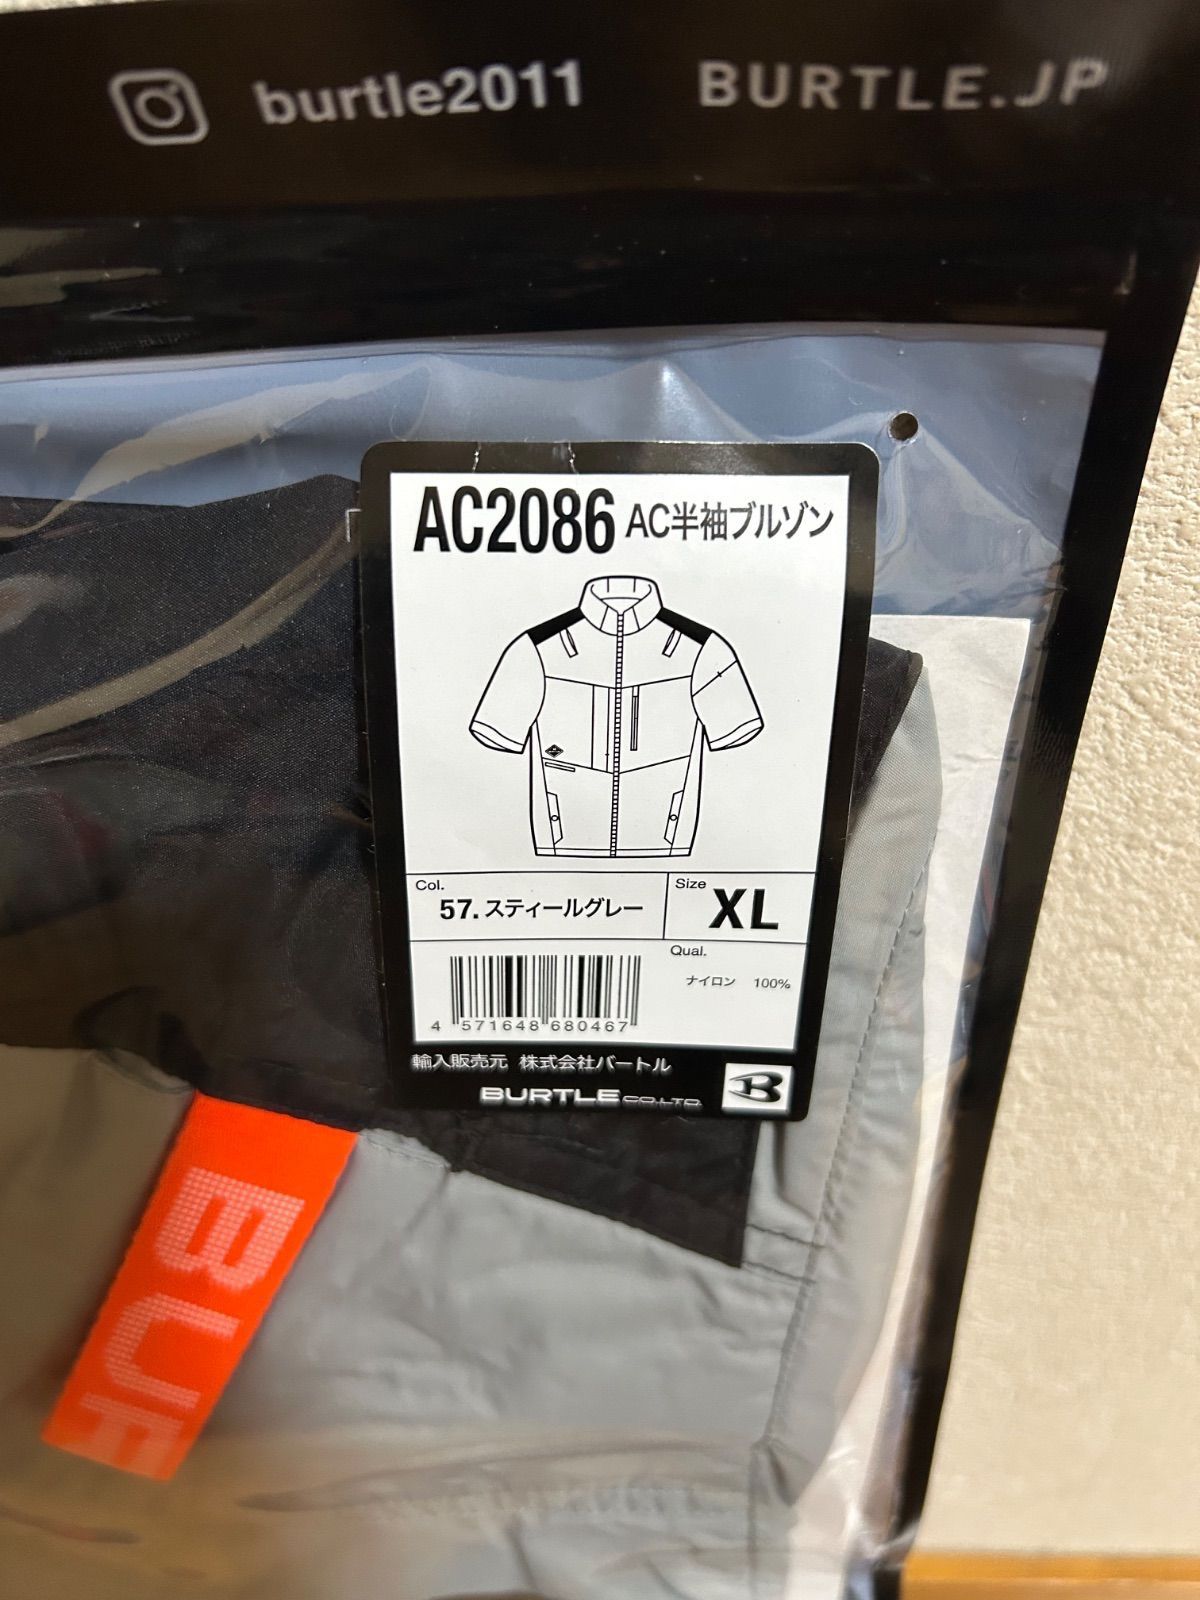 burtle2011 BURTLE.JP
AC2086 AC半袖ブルゾン
Col.
57. スティールグレー
Size
XL
Qual.
ナイロン 100%
4 571648 680467
輸入販売元 株式会社バートル
BURTLE CO.LTD.
B
BUR